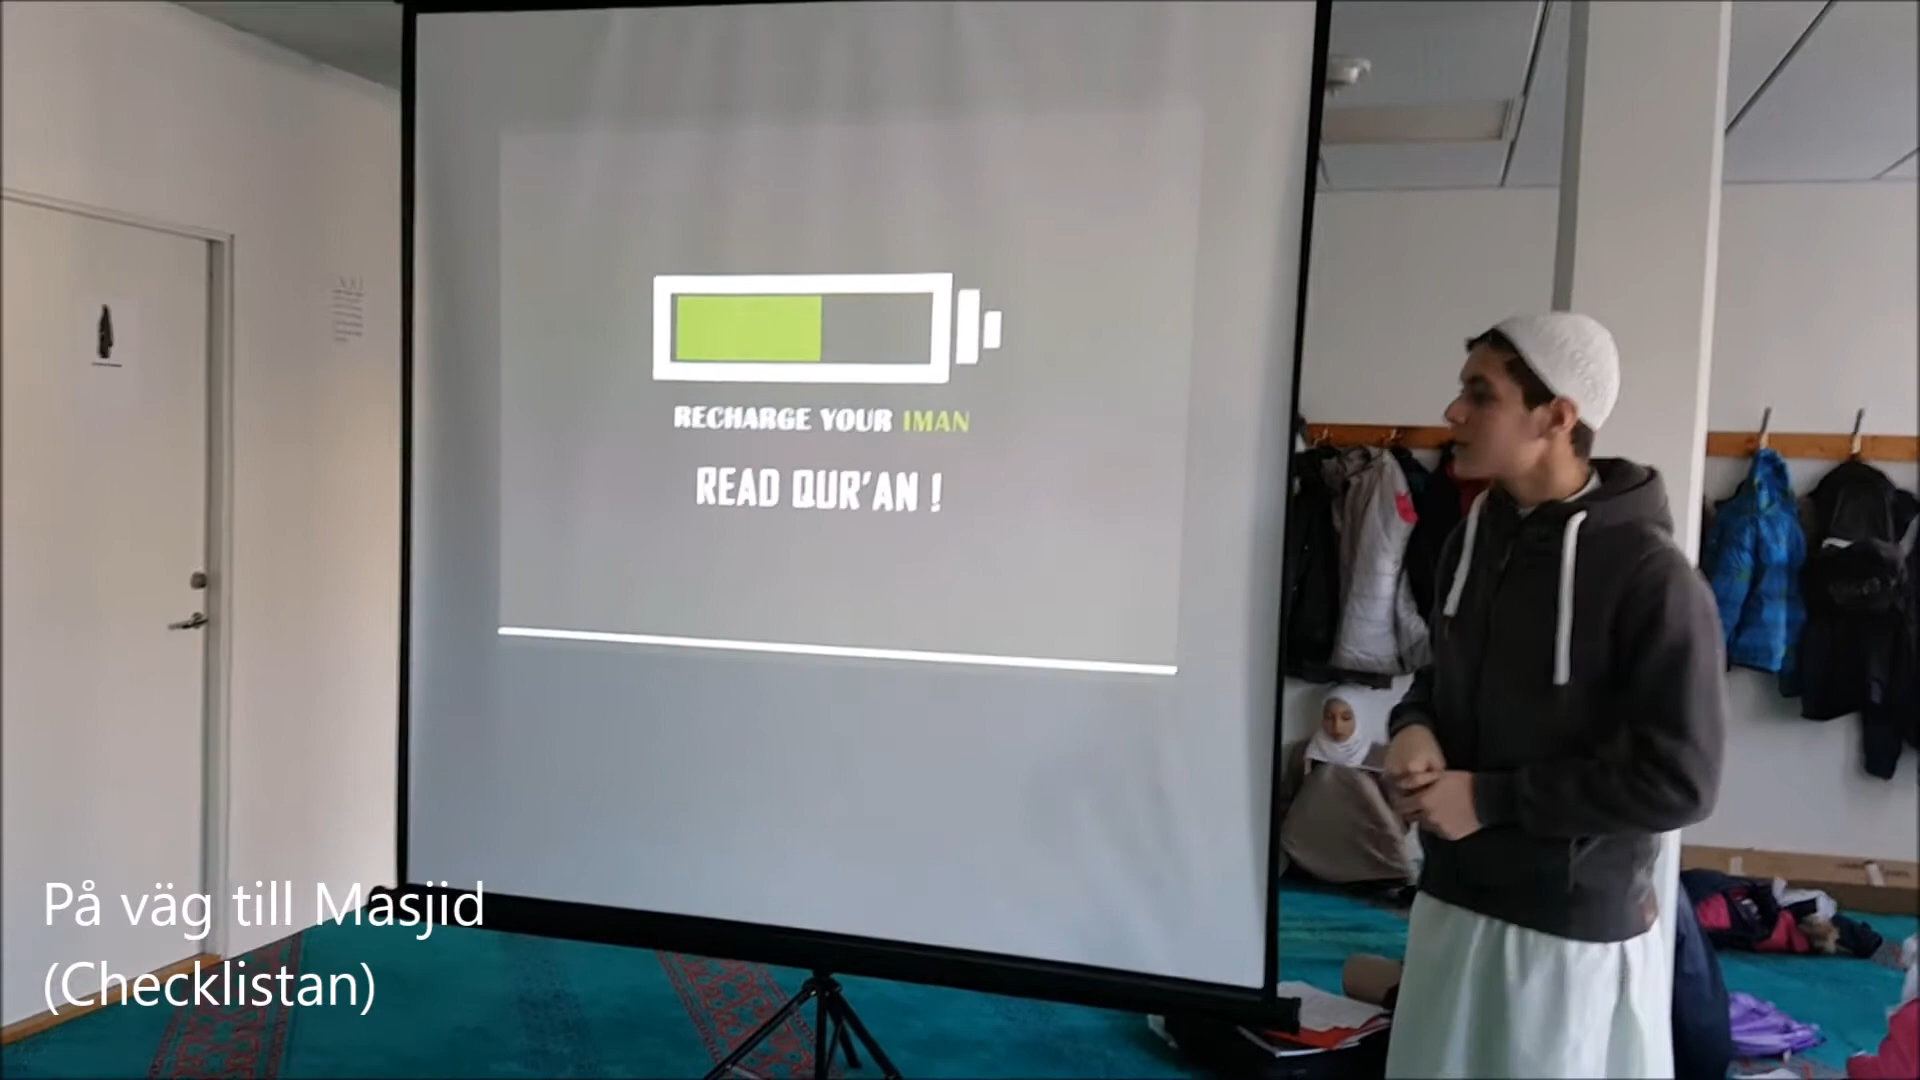 RECHARGE YOUR IMAN
READ QUR'AN !
På väg till Masjid
(Checklistan)